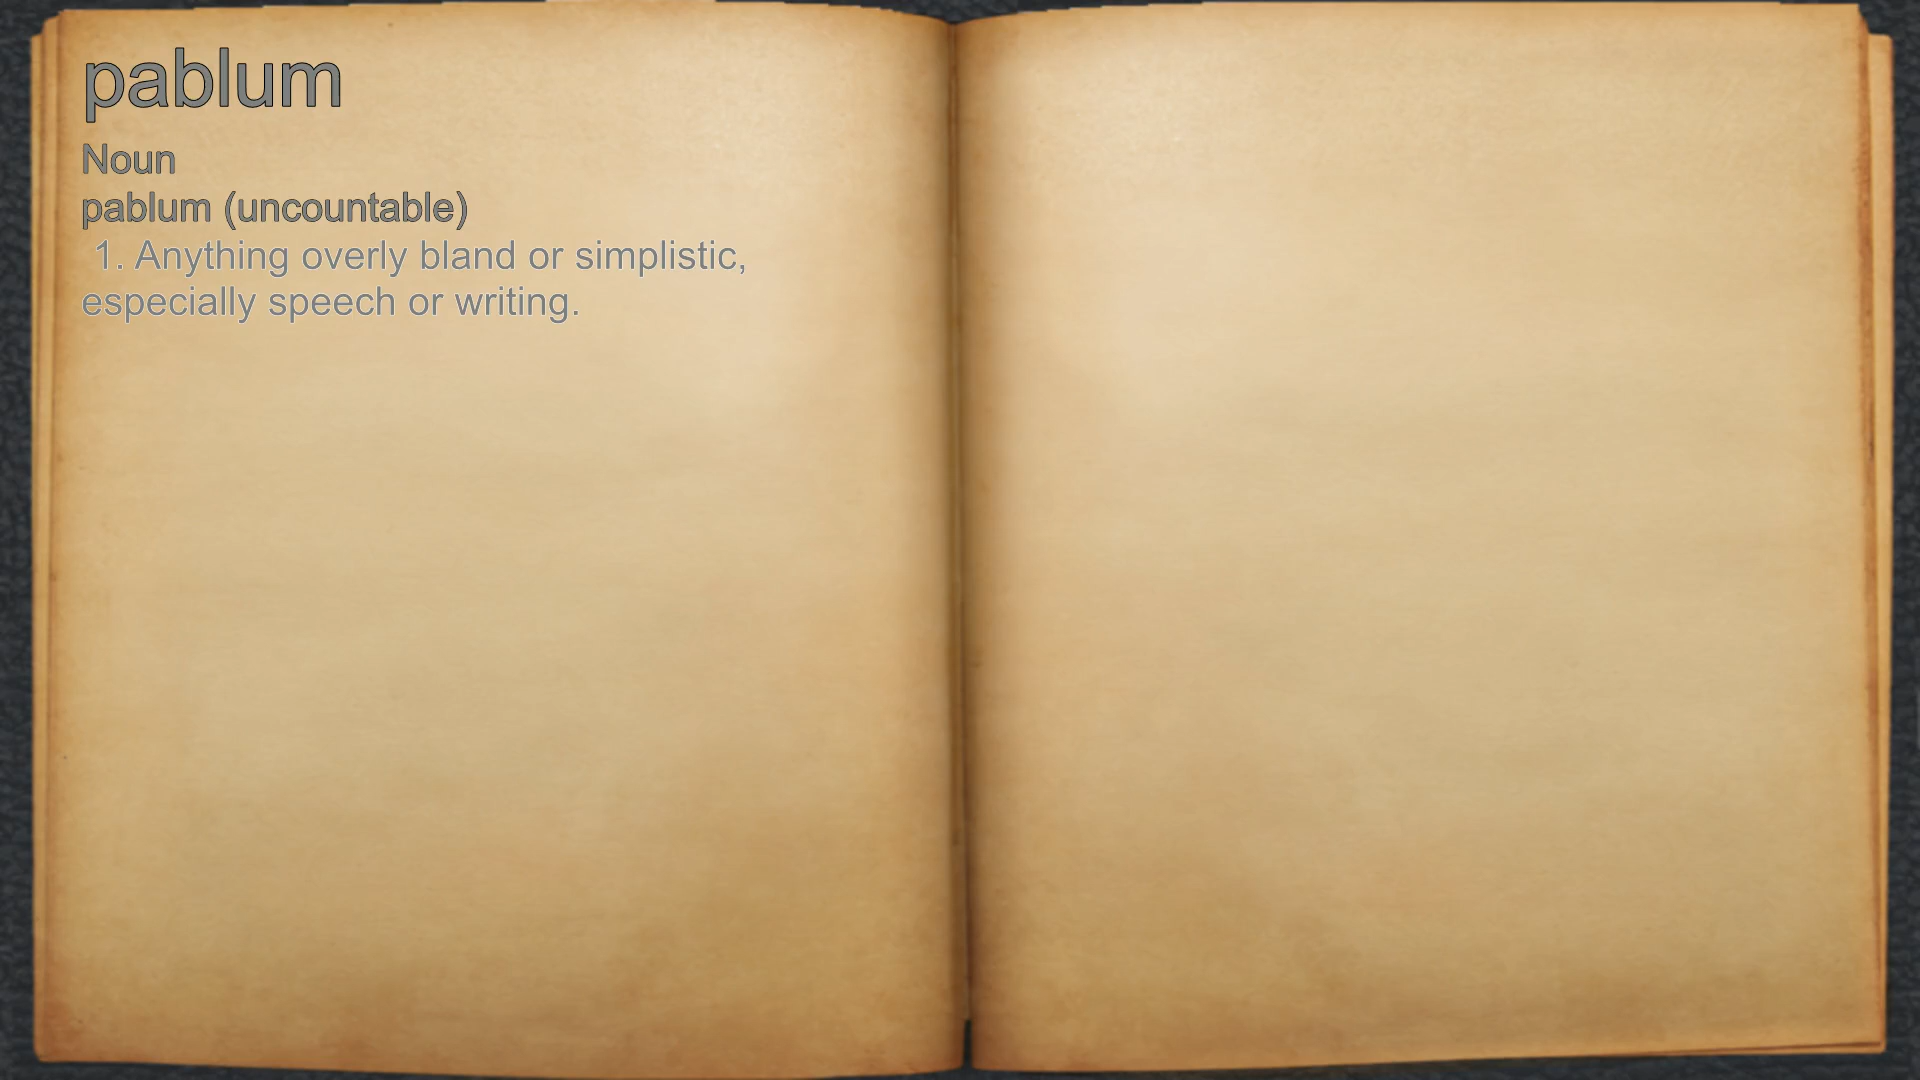 pablum
Noun
pablum (uncountable)
1. Anything overly bland or simplistic,
especially speech or writing.